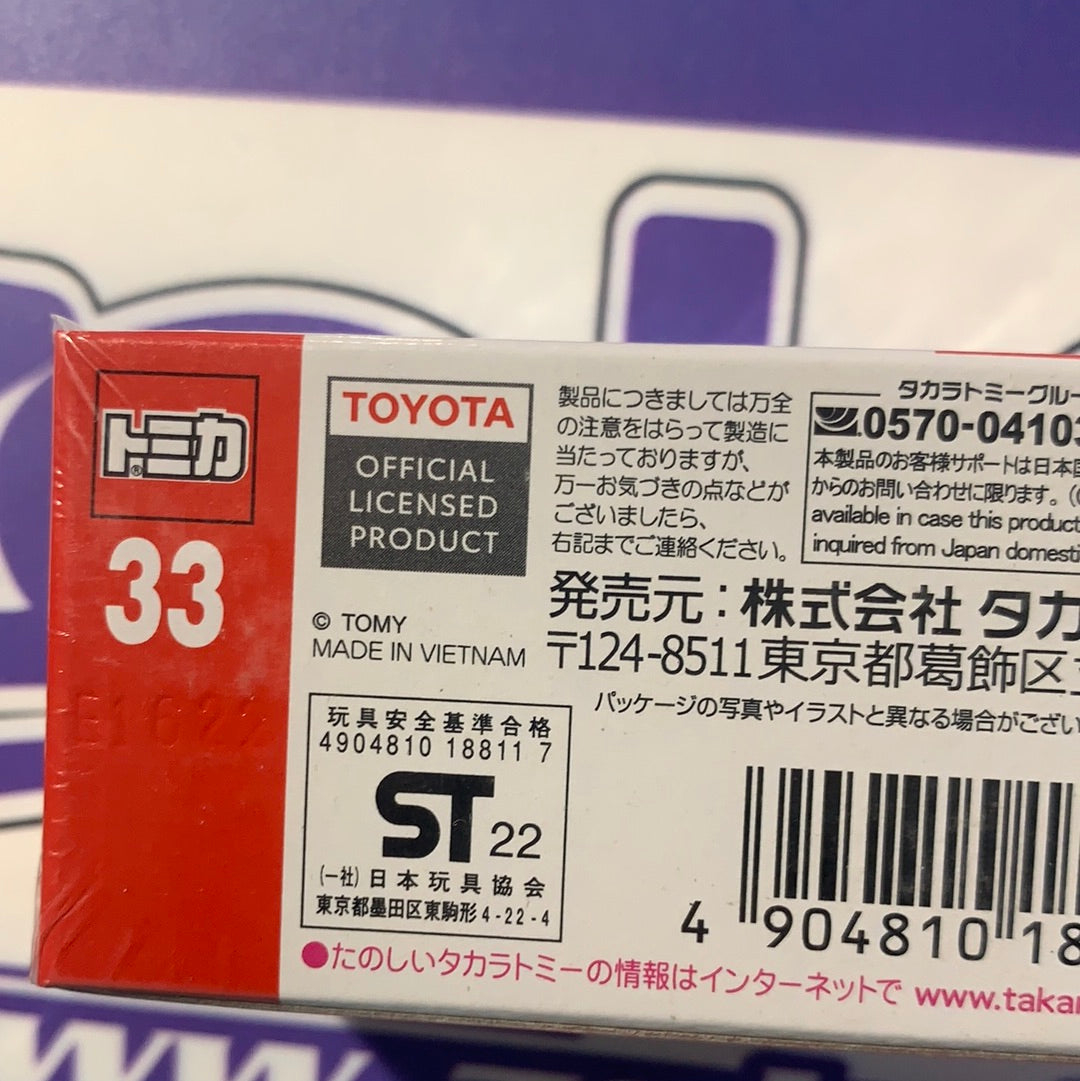 トミカ®
33
E1622
TOYOTA
OFFICIAL
LICENSED
PRODUCT
© TOMY
MADE IN VIETNAM
玩具安全基準合格
4904810 18811 7
ST 22
(一社)日本玩具協会
東京都墨田区東駒形4-22-4
製品につきましては万全
の注意をはらって製造に
当たっておりますが、
万一お気づきの点などが
ございましたら、
右記までご連絡ください。
タカラトミーグルー
0570-04103
本製品のお客様サポートは日本国
からのお問い合わせに限ります。
available in case this product
inquired from Japan domesti
発売元:株式会社 タカ
〒124-8511東京都葛飾区
パッケージの写真やイラストと異なる場合がござい
4 904810 18
●たのしいタカラトミーの情報はインターネットで www.takar
ww